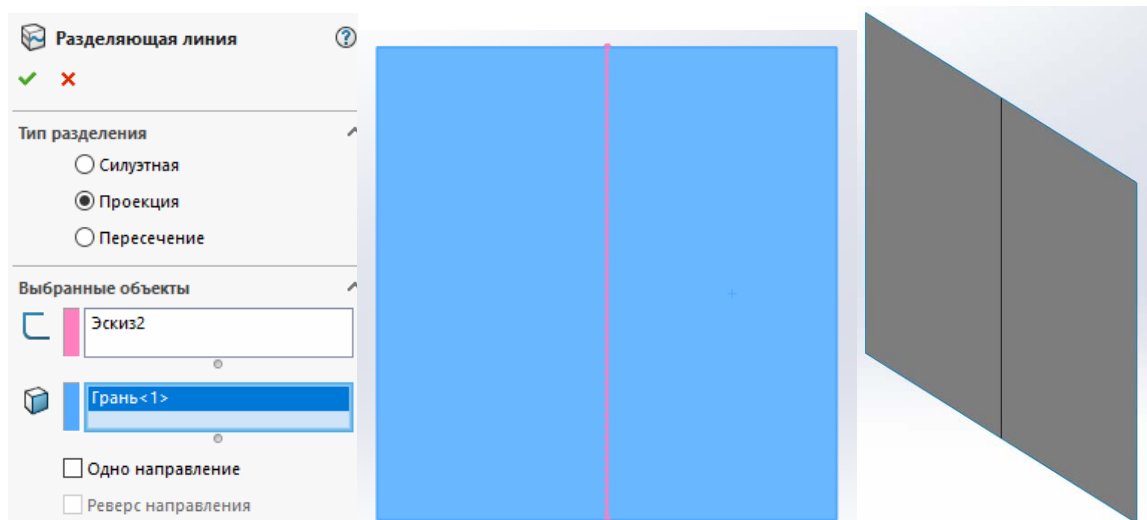 Разделяющая линия
Тип разделения
Силуэтная
Проекция
Пересечение
Выбранные объекты
Эскиз2
Грань<1>
Одно направление
Реверс направления